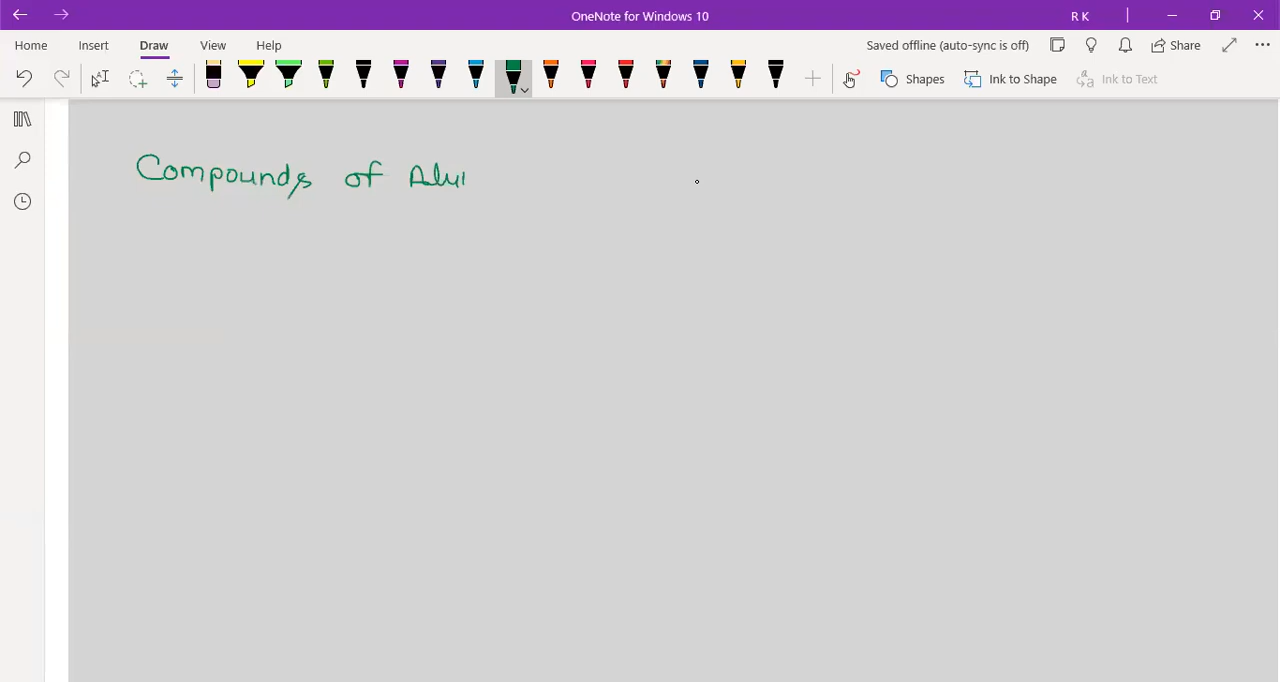 OneNote for Windows 10
R K
Home Insert Draw View Help
Saved offline (auto-sync is off) Share
Shapes Ink to Shape Ink to Text
Compounds of Alu